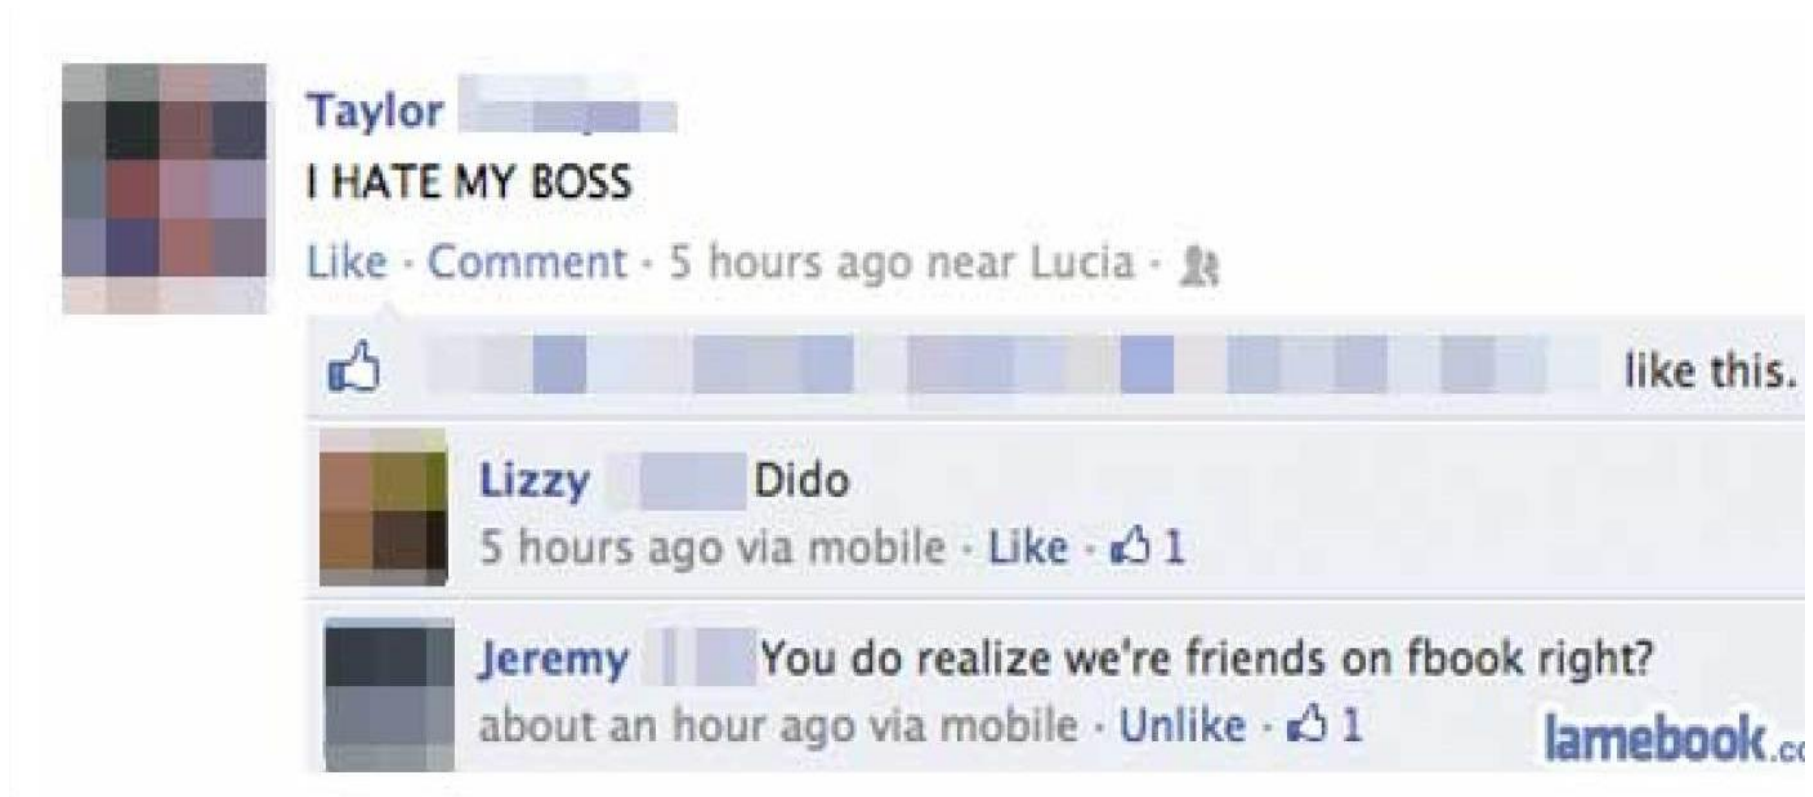 Taylor
I HATE MY BOSS
Like · Comment · 5 hours ago near Lucia ·
like this.
Lizzy Dido
5 hours ago via mobile · Like · 1
Jeremy You do realize we're friends on fbook right?
about an hour ago via mobile · Unlike · 1
lamebook.co